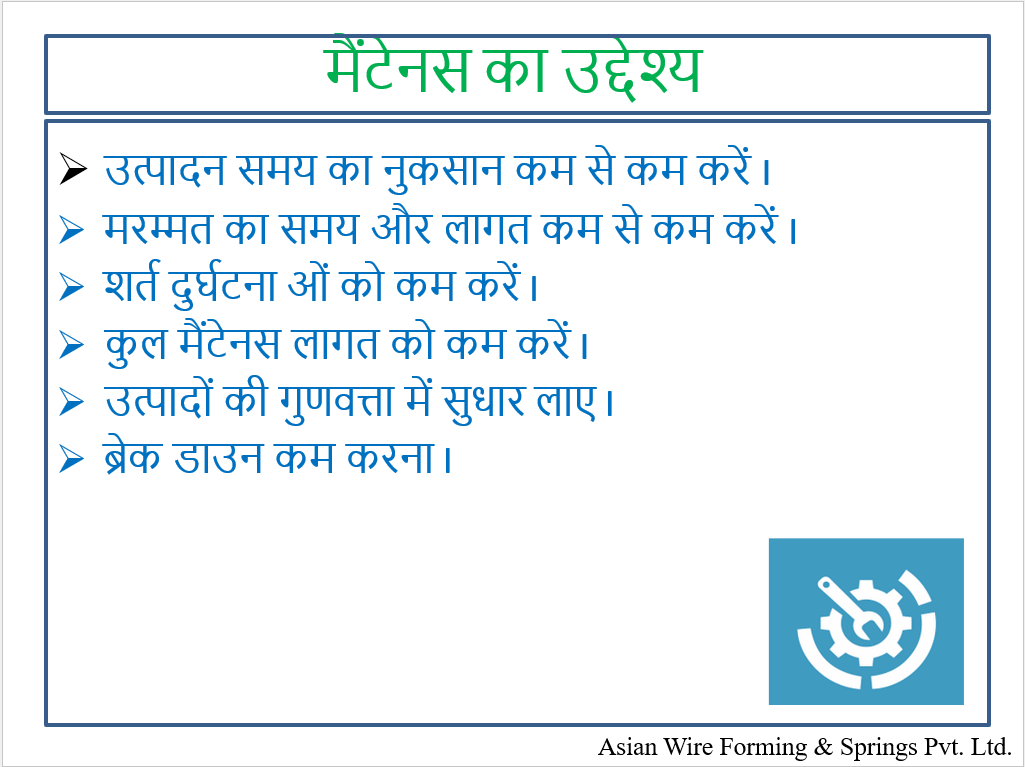 मैंटेनस का उद्देश्य
उत्पादन समय का नुकसान कम से कम करें ।
मरम्मत का समय और लागत कम से कम करें ।
शर्त दुर्घटना ओं को कम करें ।
कुल मैंटेनस लागत को कम करें ।
उत्पादों की गुणवत्ता में सुधार लाए ।
ब्रेक डाउन कम करना ।
Asian Wire Forming & Springs Pvt. Ltd.